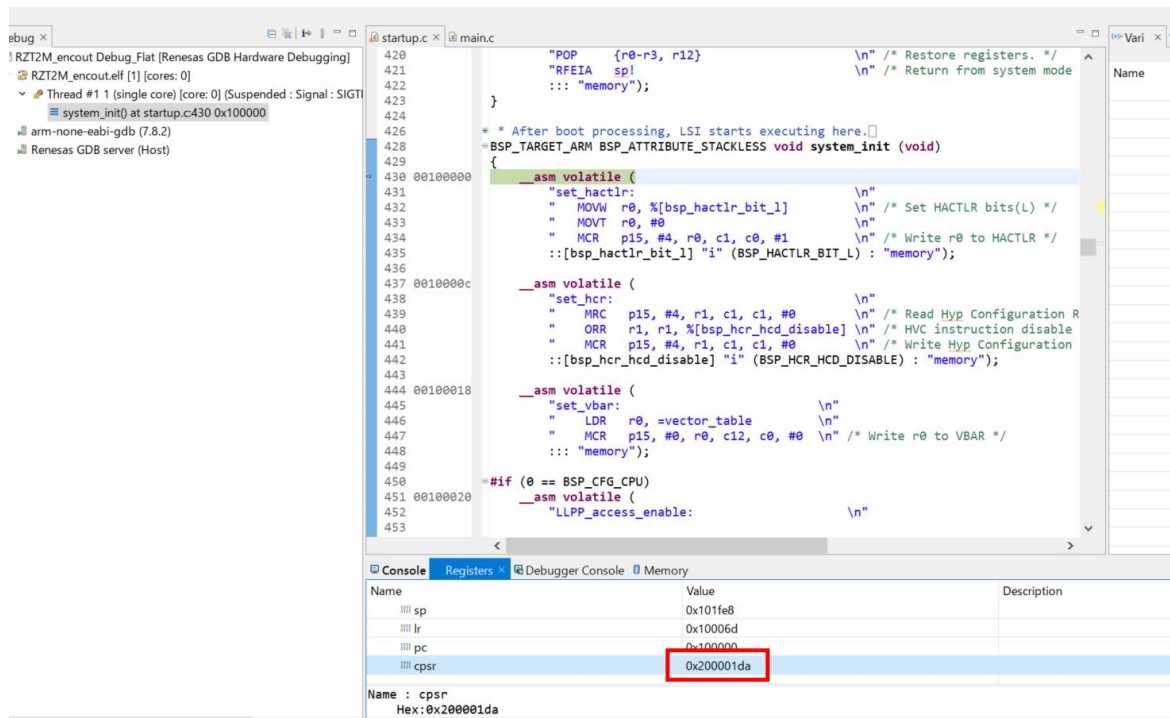 ebug ×
startup.c × main.c
Vari ×
RZT2M_encout Debug_Flat [Renesas GDB Hardware Debugging]
RZT2M_encout.elf [1] [cores: 0]
Thread #1 1 (single core) [core: 0] (Suspended : Signal : SIGTI
system_init() at startup.c:430 0x100000
arm-none-eabi-gdb (7.8.2)
Renesas GDB server (Host)
420 "POP {r0-r3, r12} \n" /* Restore registers. */
421 "RFEIA sp! \n" /* Return from system mode
422 ::: "memory");
423 }
424
426 * After boot processing, LSI starts executing here.
428 BSP_TARGET_ARM BSP_ATTRIBUTE_STACKLESS void system_init (void)
429 {
430 00100000 __asm volatile (
431 "set_hactlr: \n"
432 " MOVW r0, %[bsp_hactlr_bit_l] \n" /* Set HACTLR bits(L) */
433 " MOVT r0, #0 \n"
434 " MCR p15, #4, r0, c1, c0, #1 \n" /* Write r0 to HACTLR */
435 ::[bsp_hactlr_bit_l] "i" (BSP_HACTLR_BIT_L) : "memory");
436
437 0010000c __asm volatile (
438 "set_hcr: \n"
439 " MRC p15, #4, r1, c1, c1, #0 \n" /* Read Hyp Configuration R
440 " ORR r1, r1, %[bsp_hcr_hcd_disable] \n" /* HVC instruction disable
441 " MCR p15, #4, r1, c1, c1, #0 \n" /* Write Hyp Configuration
442 ::[bsp_hcr_hcd_disable] "i" (BSP_HCR_HCD_DISABLE) : "memory");
443
444 00100018 __asm volatile (
445 "set_vbar: \n"
446 " LDR r0, =vector_table \n"
447 " MCR p15, #0, r0, c12, c0, #0 \n" /* Write r0 to VBAR */
448 ::: "memory");
449
450 #if (0 == BSP_CFG_CPU)
451 00100020 __asm volatile (
452 "LLPP_access_enable: \n"
453
Name
Console Registers × Debugger Console Memory
Name Value Description
sp 0x101fe8
lr 0x10006d
pc 0x100000
cpsr 0x200001da
Name : cpsr
Hex:0x200001da